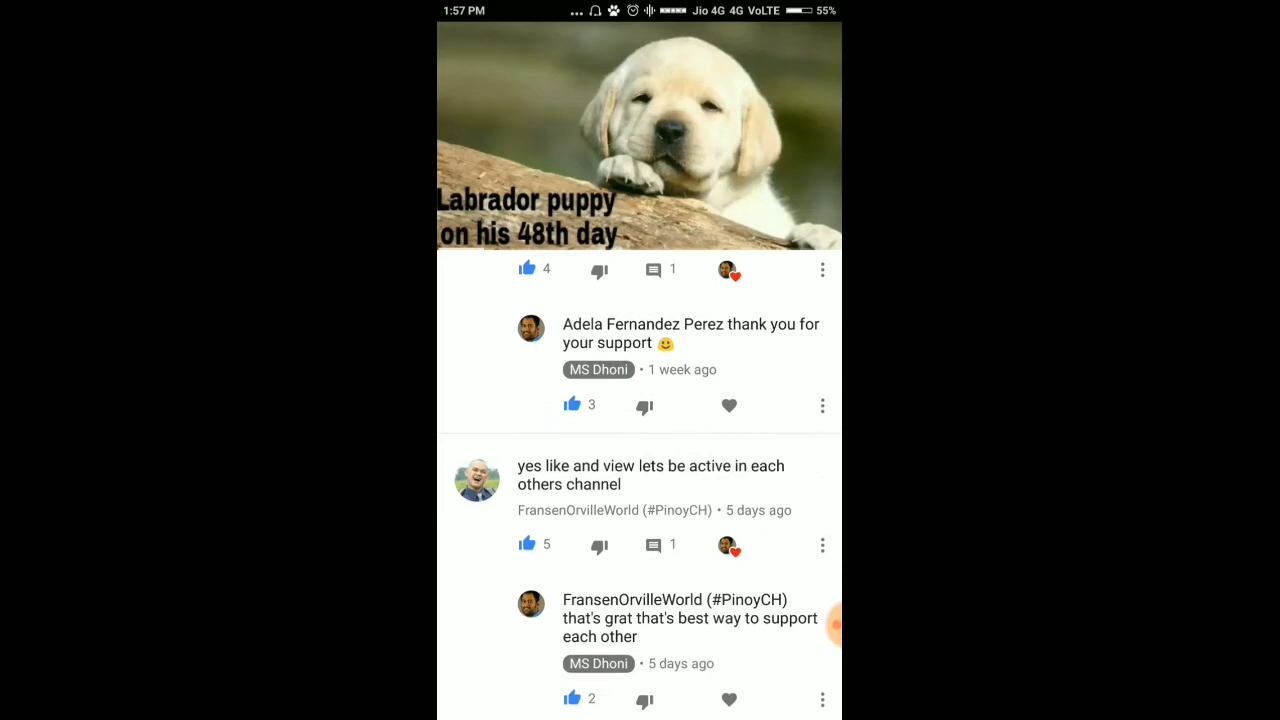 1:57 PM ... Jio 4G 4G VoLTE 55%
Labrador puppy
on his 48th day
4 1
Adela Fernandez Perez thank you for
your support
MS Dhoni • 1 week ago
3
yes like and view lets be active in each
others channel
FransenOrvilleWorld (#PinoyCH) • 5 days ago
5 1
FransenOrvilleWorld (#PinoyCH)
that's grat that's best way to support
each other
MS Dhoni • 5 days ago
2